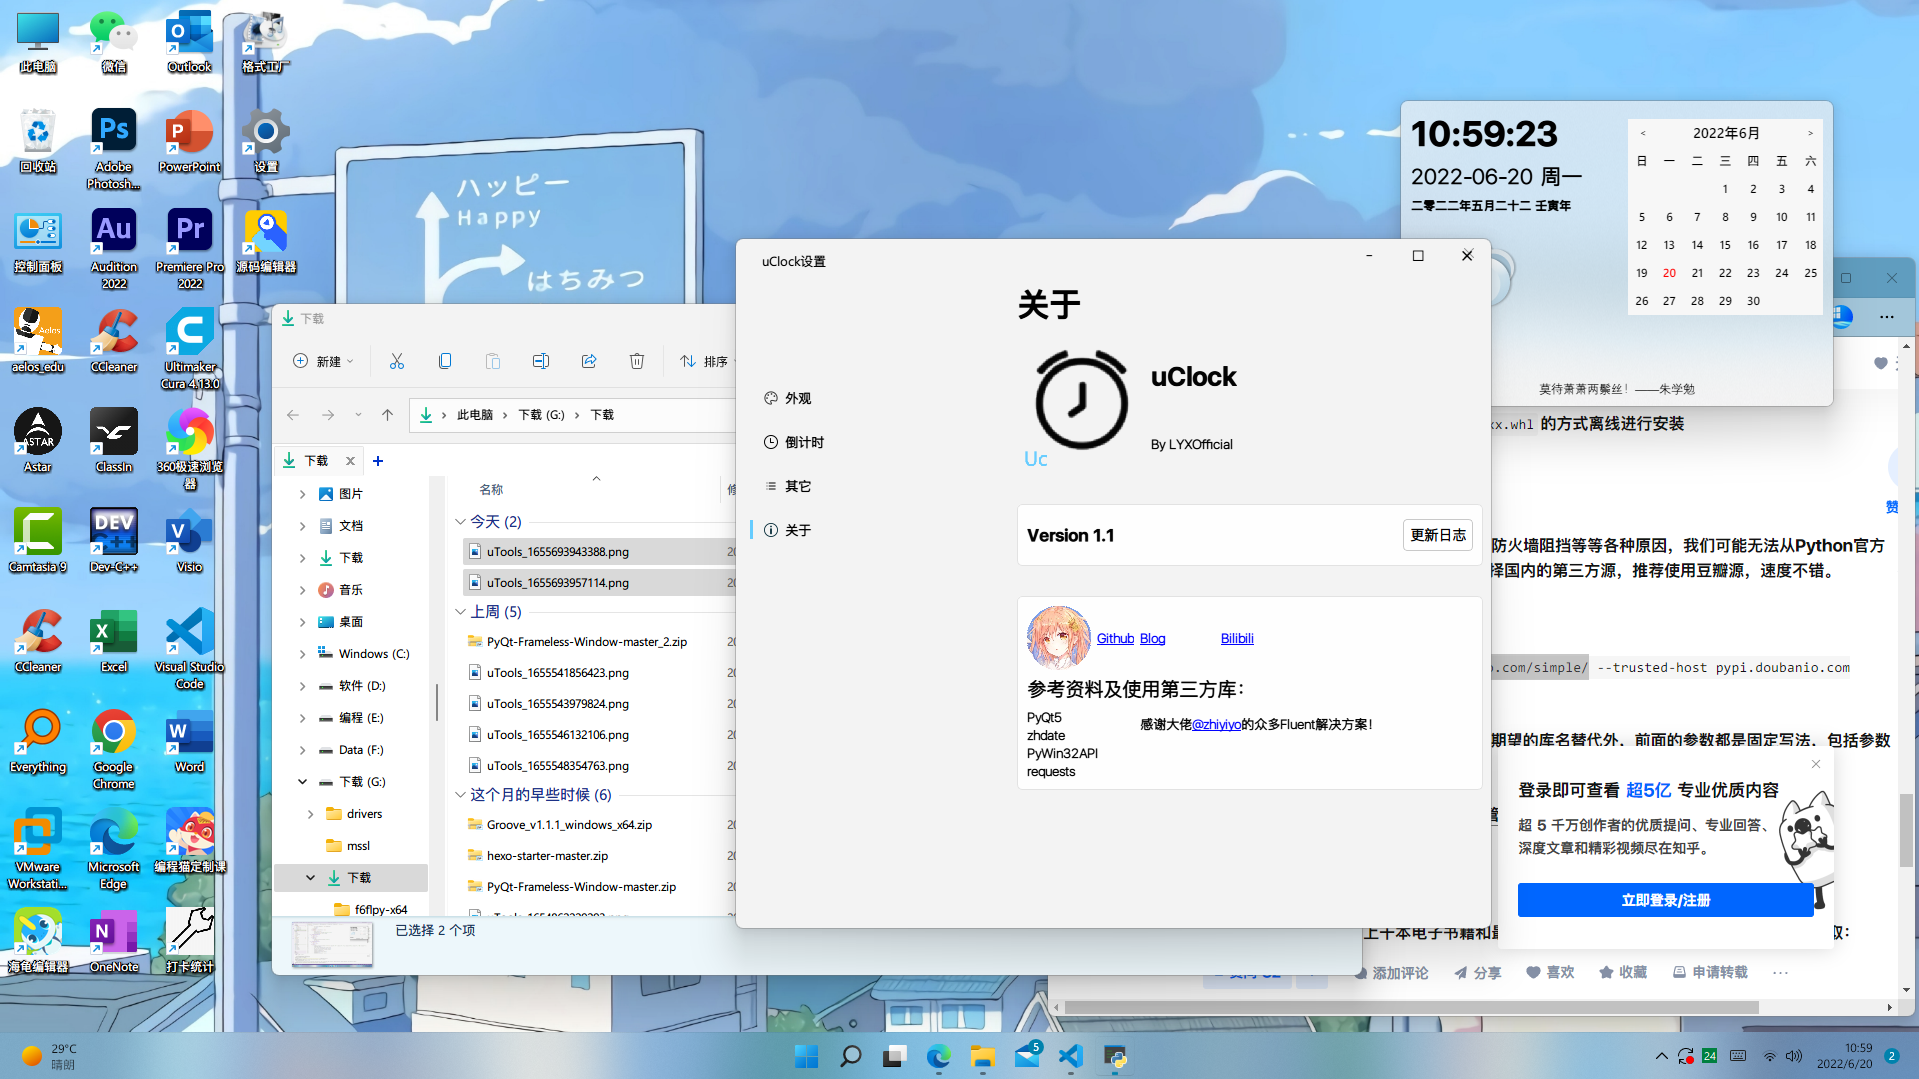 此电脑
微信
Outlook
格式工厂
回收站
Adobe Photosh...
PowerPoint
设置
控制面板
Audition 2022
Premiere Pro 2022
源码编辑器
aelos_edu
CCleaner
Ultimaker Cura 4.13.0
Astar
ClassIn
360极速浏览器
Camtasia 9
Dev-C++
Visio
CCleaner
Excel
Visual Studio Code
Everything
Google Chrome
Word
VMware Workstati...
Microsoft Edge
编程猫定制课
海龟编辑器
OneNote
打卡统计
ハッピー
Happy
はちみつ
下载
新建
排序
此电脑 › 下载 (G:) › 下载
下载
图片
文档
下载
音乐
桌面
Windows (C:)
软件 (D:)
编程 (E:)
Data (F:)
下载 (G:)
drivers
mssl
下载
f6flpy-x64
名称
修
今天 (2)
uTools_1655693943388.png
uTools_1655693957114.png
上周 (5)
PyQt-Frameless-Window-master_2.zip
uTools_1655541856423.png
uTools_1655543979824.png
uTools_1655546132106.png
uTools_1655548354763.png
这个月的早些时候 (6)
Groove_v1.1.1_windows_x64.zip
hexo-starter-master.zip
PyQt-Frameless-Window-master.zip
已选择 2 个项
uClock设置
外观
倒计时
其它
关于
关于
uClock
Uc
By LYXOfficial
Version 1.1
更新日志
Github Blog Bilibili
参考资料及使用第三方库：
PyQt5
zhdate
PyWin32API
requests
感谢大佬@zhiyiyo的众多Fluent解决方案！
10:59:23
2022-06-20 周一
二零二二年五月二十二 壬寅年
< 2022年6月 >
日 一 二 三 四 五 六
1 2 3 4
5 6 7 8 9 10 11
12 13 14 15 16 17 18
19 20 21 22 23 24 25
26 27 28 29 30
莫待萧萧两鬓丝！——朱学勉
xx.whl 的方式离线进行安装
赞
防火墙阻挡等等各种原因，我们可能无法从Python官方
择国内的第三方源，推荐使用豆瓣源，速度不错。
o.com/simple/ --trusted-host pypi.doubanio.com
期望的库名替代外，前面的参数都是固定写法，包括参数
登录即可查看 超5亿 专业优质内容
超 5 千万创作者的优质提问、专业回答、
深度文章和精彩视频尽在知乎。
立即登录/注册
上千本电子书籍和最
添加评论
分享
喜欢
收藏
申请转载
29°C
晴朗
5
24
10:59
2022/6/20
2